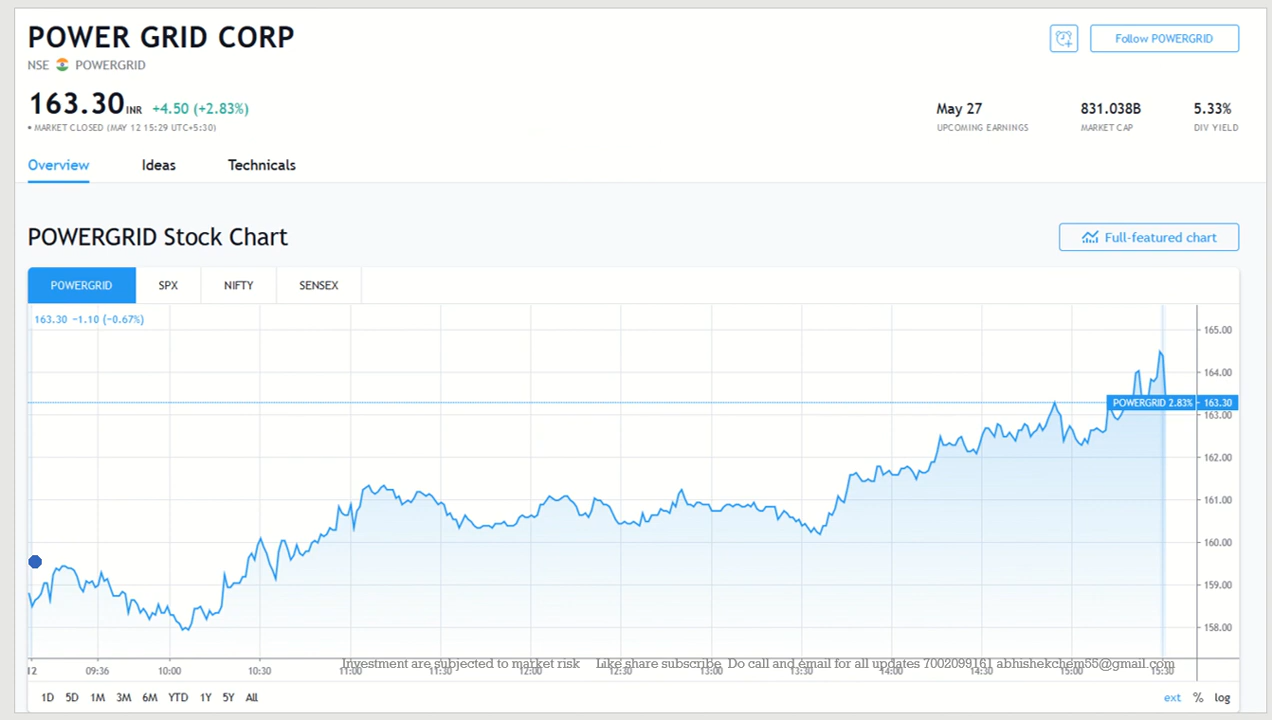 POWER GRID CORP
NSE POWERGRID
Follow POWERGRID
163.30 INR +4.50 (+2.83%)
• MARKET CLOSED (MAY 12 15:29 UTC+5:30)
May 27 831.038B 5.33%
UPCOMING EARNINGS MARKET CAP DIV YIELD
Overview Ideas Technicals
POWERGRID Stock Chart
Full-featured chart
POWERGRID SPX NIFTY SENSEX
163.30 −1.10 (−0.67%)
165.00
164.00
POWERGRID 2.83% 163.30
163.00
162.00
161.00
160.00
159.00
158.00
Investment are subjected to market risk Like share subscribe Do call and email for all updates 7002099161 abhishekchem55@gmail.com
12 09:36 10:00 10:30 11:00 11:30 12:00 12:30 13:00 13:30 14:00 14:30 15:00 15:30
1D 5D 1M 3M 6M YTD 1Y 5Y All
ext % log